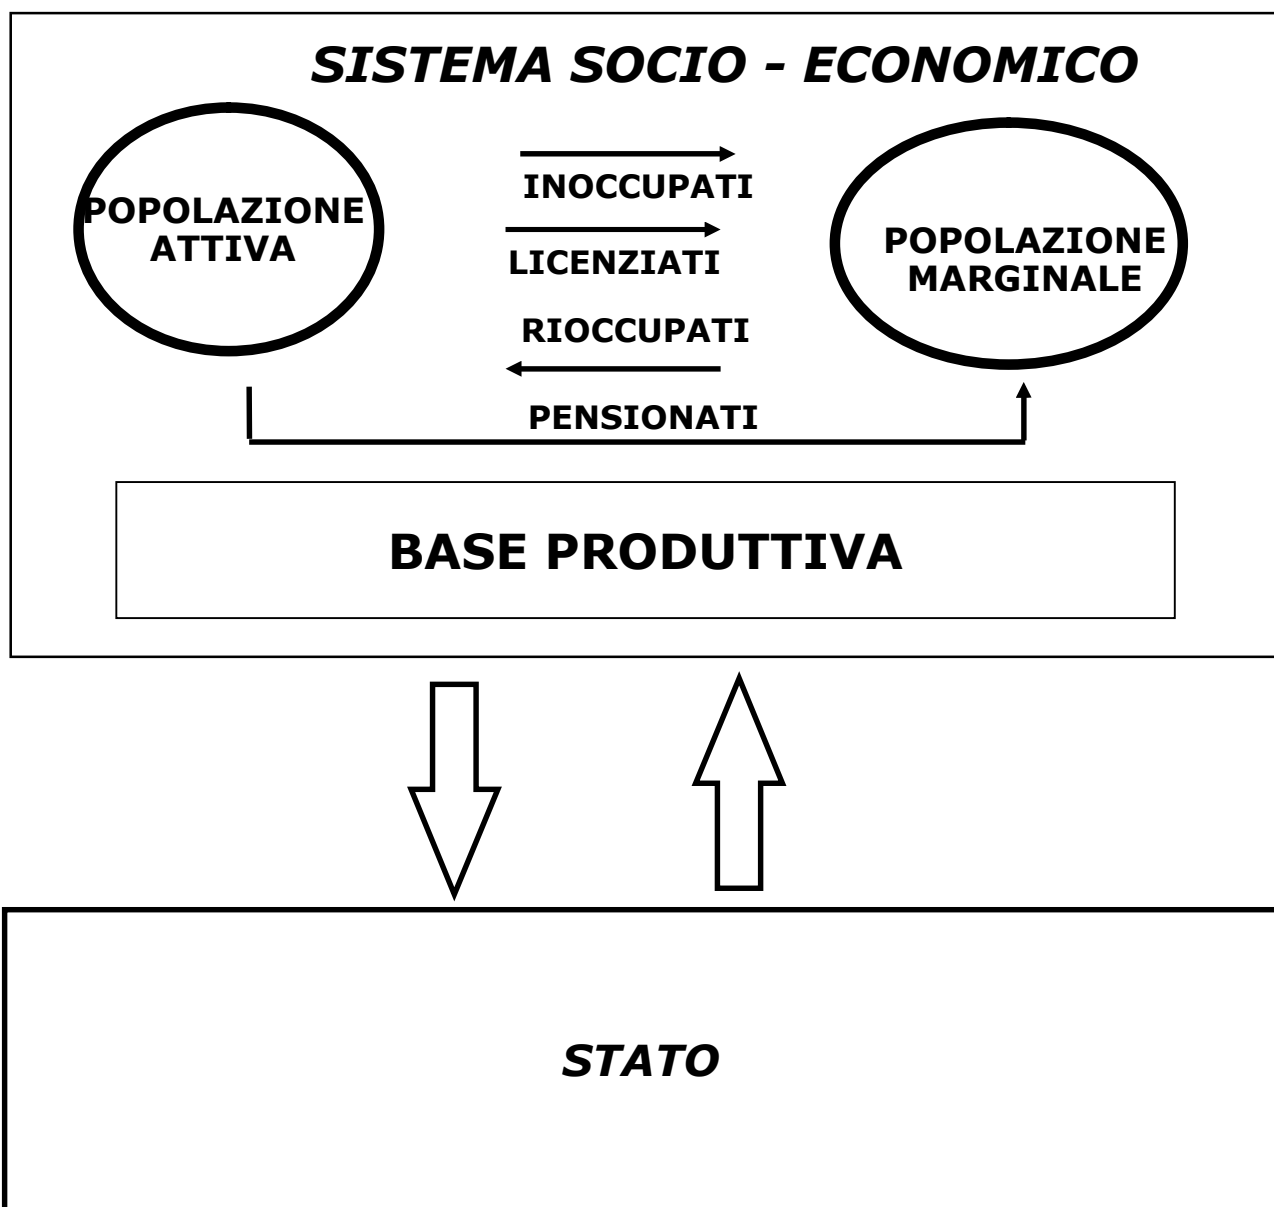 SISTEMA SOCIO - ECONOMICO
POPOLAZIONE
ATTIVA
INOCCUPATI
LICENZIATI
RIOCCUPATI
PENSIONATI
POPOLAZIONE
MARGINALE
BASE PRODUTTIVA
STATO